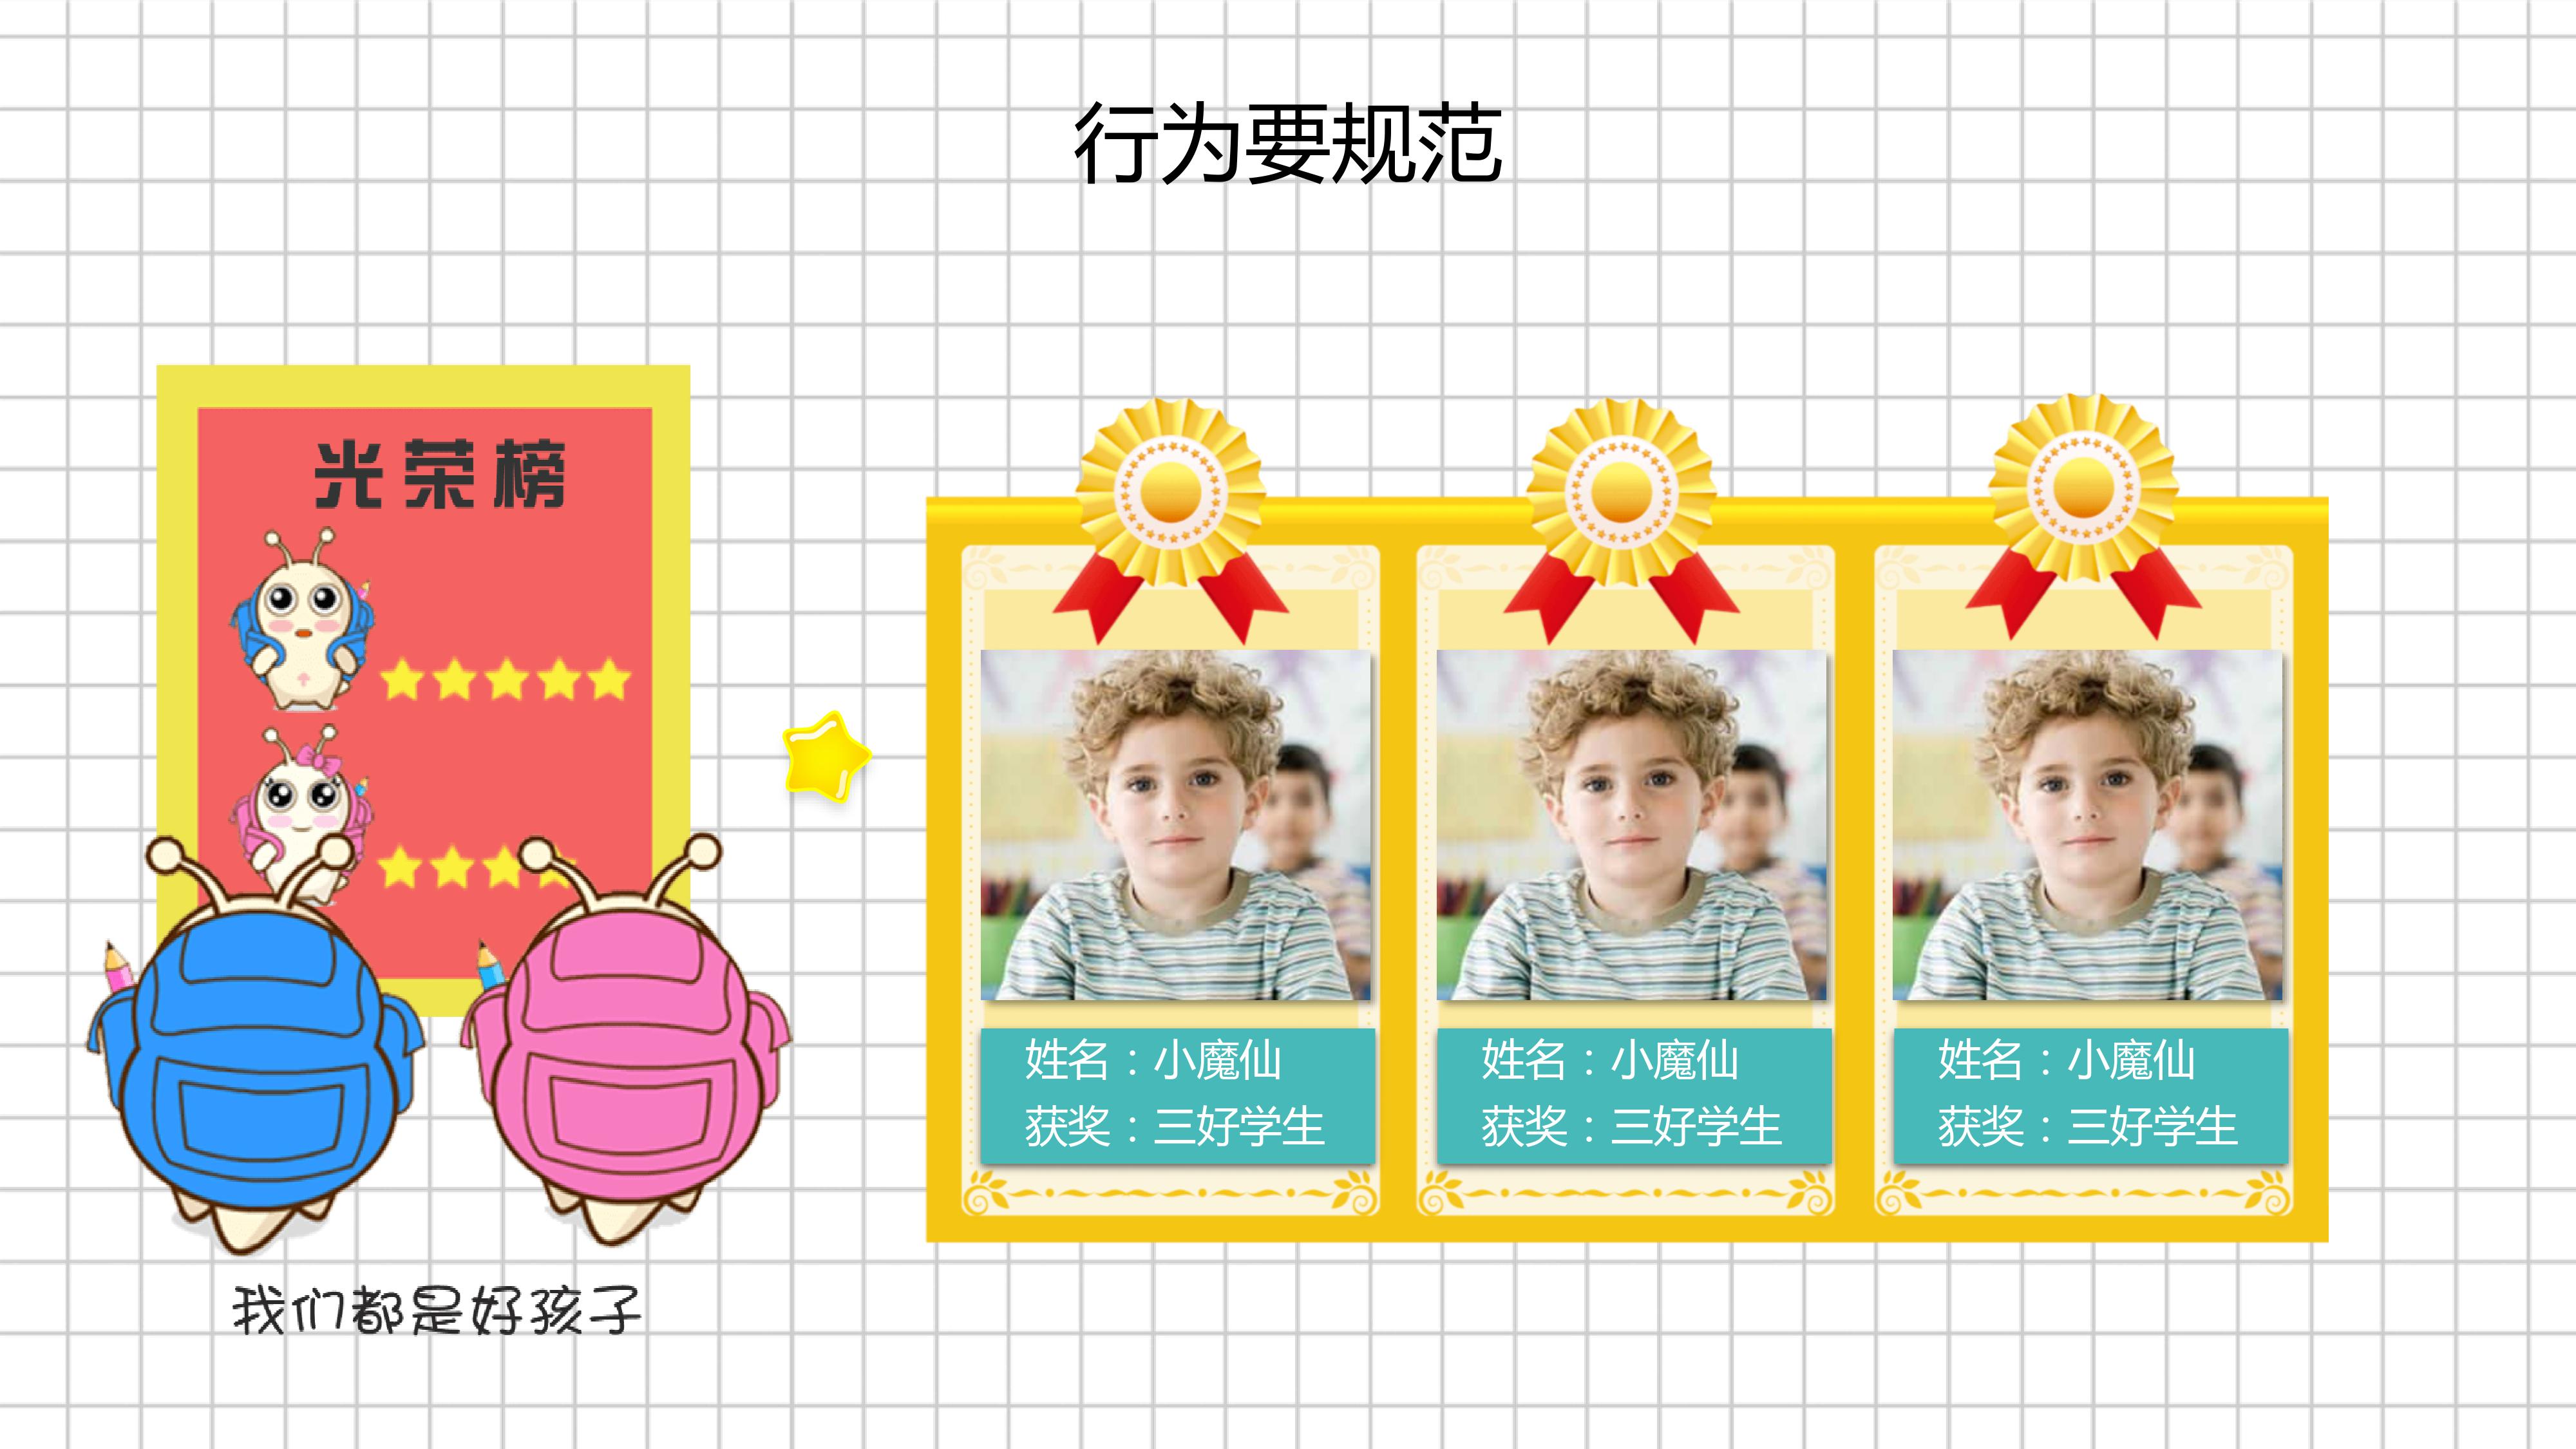 行为要规范
光荣榜
姓名：小魔仙
获奖：三好学生
姓名：小魔仙
获奖：三好学生
姓名：小魔仙
获奖：三好学生
我们都是好孩子